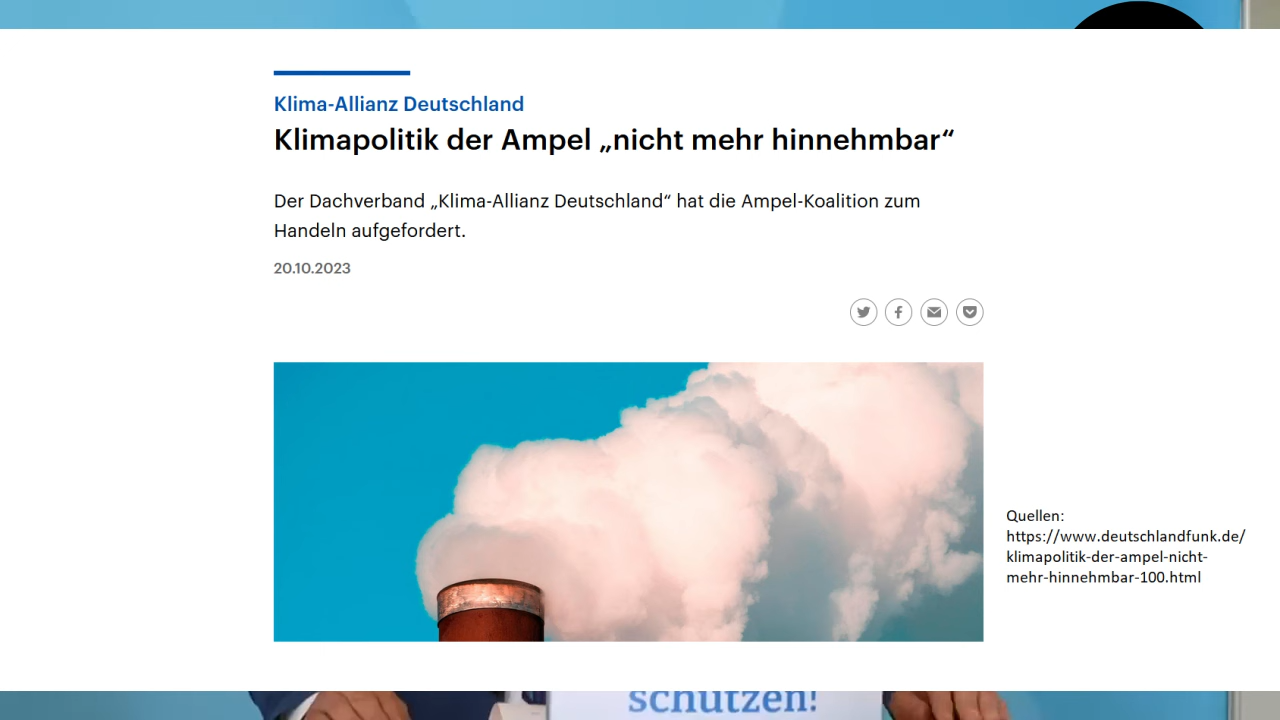 Klima-Allianz Deutschland
Klimapolitik der Ampel „nicht mehr hinnehmbar“
Der Dachverband „Klima-Allianz Deutschland“ hat die Ampel-Koalition zum
Handeln aufgefordert.
20.10.2023
Quellen:
https://www.deutschlandfunk.de/
klimapolitik-der-ampel-nicht-
mehr-hinnehmbar-100.html
schützen!